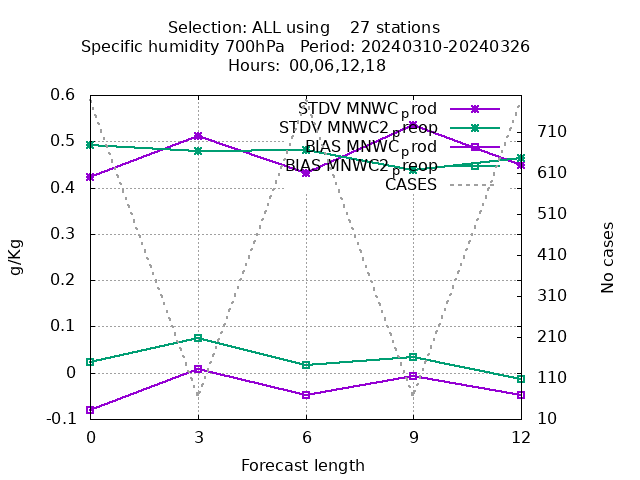 Selection: ALL using    27 stations
Specific humidity 700hPa   Period: 20240310-20240326
Hours: 00,06,12,18
STDV MNWC_prod
STDV MNWC2_preop
BIAS MNWC_prod
BIAS MNWC2_preop
CASES
0.6
0.5
0.4
0.3
0.2
0.1
0
-0.1
g/Kg
710
610
510
410
310
210
110
10
No cases
0 3 6 9 12
Forecast length